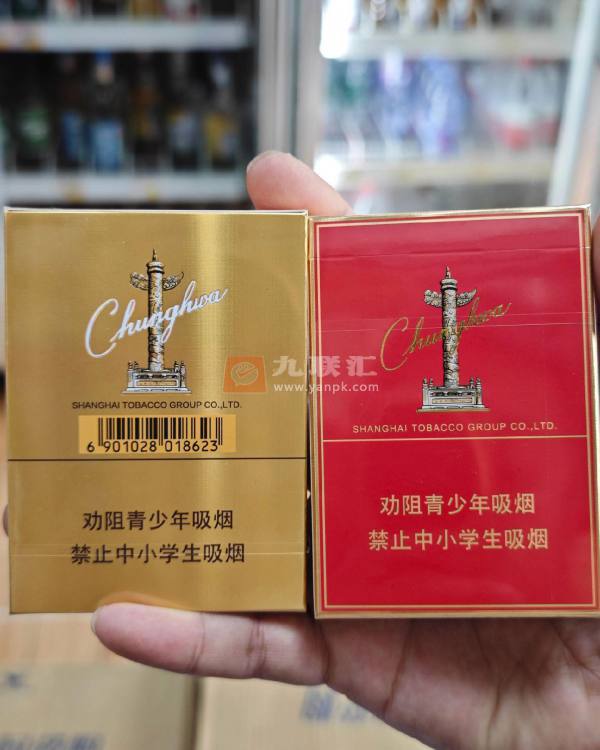 Chunghwa
SHANGHAI TOBACCO GROUP CO.,LTD.
6 901028 018623
劝阻青少年吸烟
禁止中小学生吸烟
Chunghwa
SHANGHAI TOBACCO GROUP CO.,LTD.
劝阻青少年吸烟
禁止中小学生吸烟
九联汇
www.yanpk.com